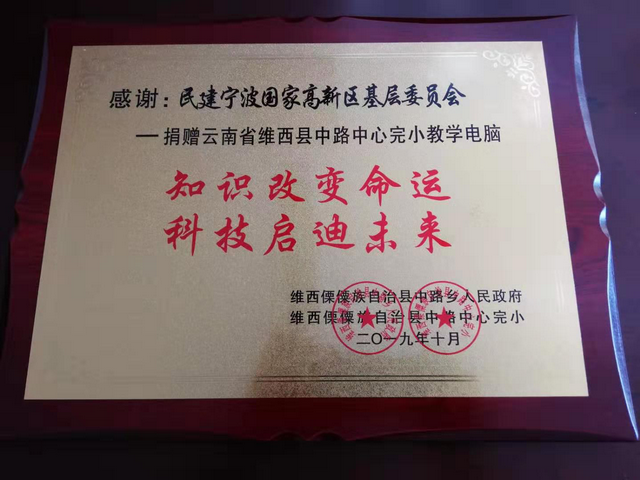 感谢：民建宁波国家高新区基层委员会
—捐赠云南省维西县中路中心完小教学电脑
知识改变命运
科技启迪未来
维西傈僳族自治县中路乡人民政府
维西傈僳族自治县中路中心完小
二〇一九年十月